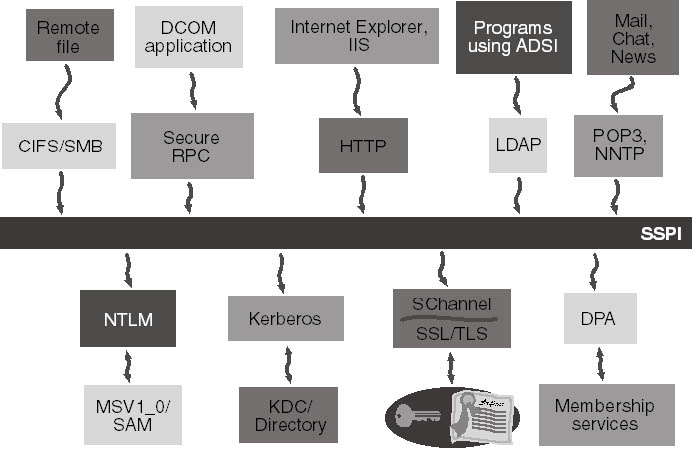 Remote
file
DCOM
application
Internet Explorer,
IIS
Programs
using ADSI
Mail,
Chat,
News
CIFS/SMB
Secure
RPC
HTTP
LDAP
POP3,
NNTP
SSPI
NTLM
Kerberos
SChannel
SSL/TLS
DPA
MSV1_0/
SAM
KDC/
Directory
Membership
services